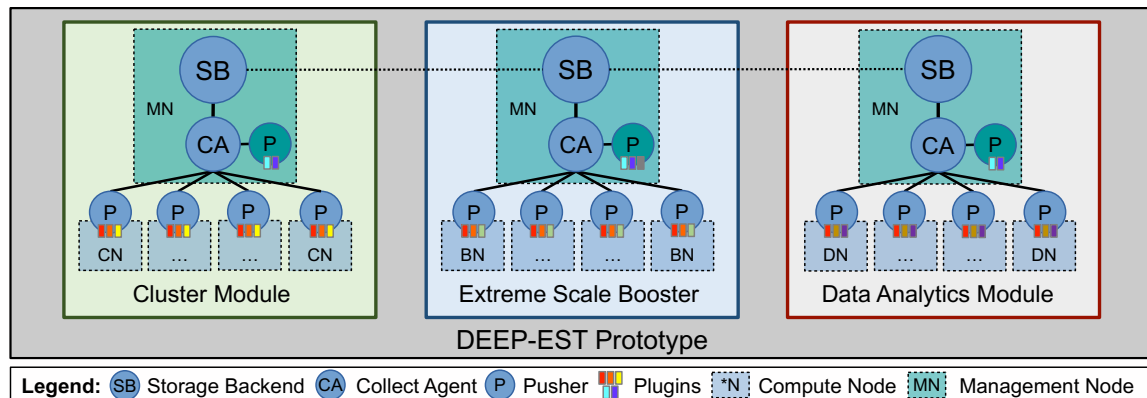 SB SB SB
MN MN MN
CA P CA P CA P
P P P P P P P P P P P P
CN ... ... CN BN ... ... BN DN ... ... DN
Cluster Module Extreme Scale Booster Data Analytics Module
DEEP-EST Prototype
Legend: SB Storage Backend CA Collect Agent P Pusher Plugins *N Compute Node MN Management Node